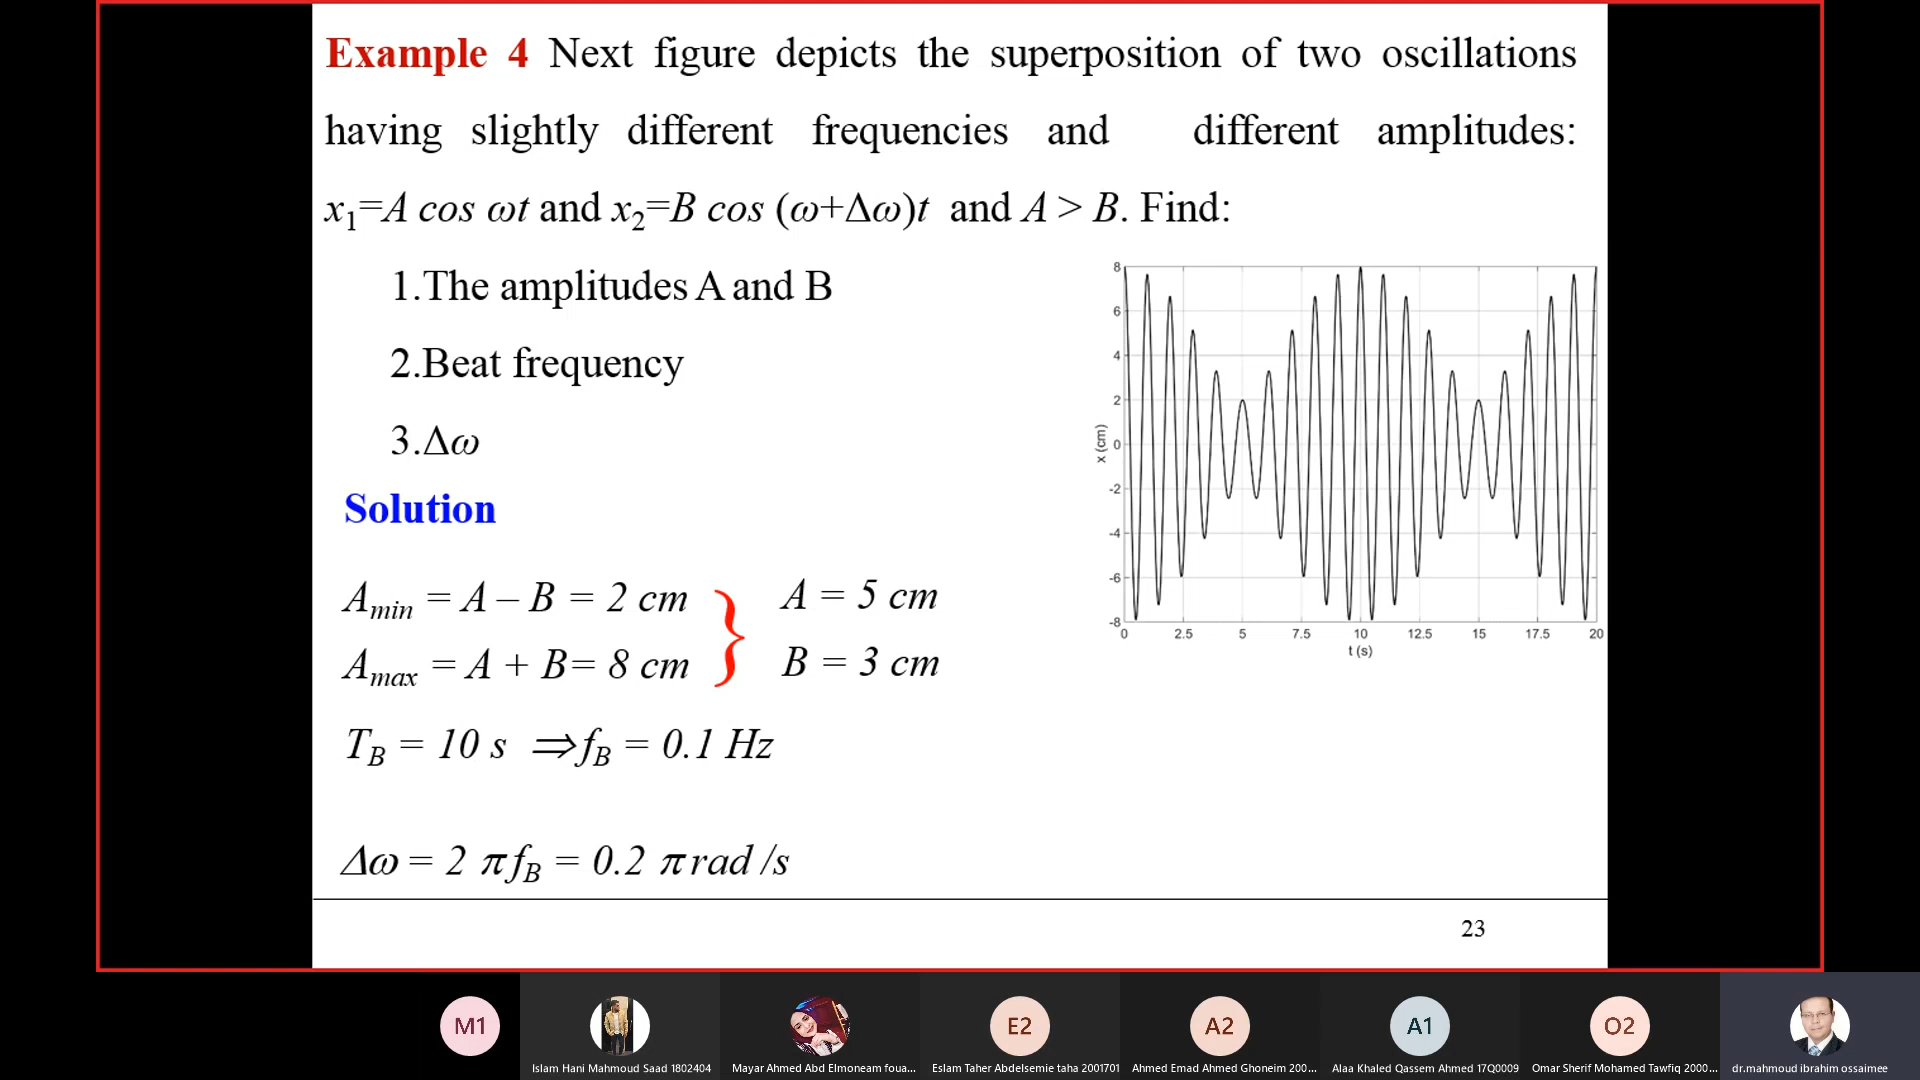 Example 4 Next figure depicts the superposition of two oscillations
having slightly different frequencies and different amplitudes:
x₁=A cos ωt and x₂=B cos (ω+Δω)t and A > B. Find:
1.The amplitudes A and B
2.Beat frequency
3.Δω
8
6
4
2
0
-2
-4
-6
-8
x (cm)
0 2.5 5 7.5 10 12.5 15 17.5 20
t (s)
Solution
Amin = A – B = 2 cm } A = 5 cm
Amax = A + B= 8 cm B = 3 cm
TB = 10 s ⇒ fB = 0.1 Hz
Δω = 2 π fB = 0.2 π rad /s
23
M1 E2 A2 A1 O2
Islam Hani Mahmoud Saad 1802404 Mayar Ahmed Abd Elmoneam foua... Eslam Taher Abdelsemie taha 2001701 Ahmed Emad Ahmed Ghoneim 200... Alaa Khaled Qassem Ahmed 17Q0009 Omar Sherif Mohamed Tawfiq 2000... dr.mahmoud ibrahim ossaimee